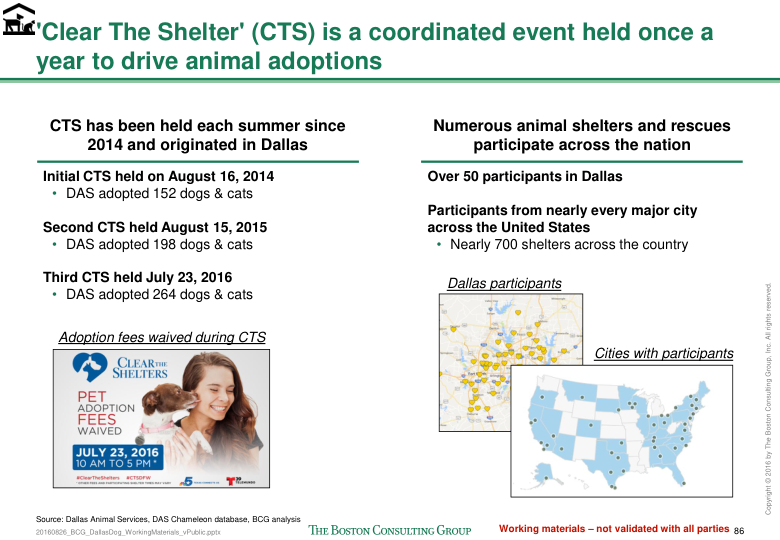 'Clear The Shelter' (CTS) is a coordinated event held once a
year to drive animal adoptions
CTS has been held each summer since
2014 and originated in Dallas
Initial CTS held on August 16, 2014
• DAS adopted 152 dogs & cats
Second CTS held August 15, 2015
• DAS adopted 198 dogs & cats
Third CTS held July 23, 2016
• DAS adopted 264 dogs & cats
Adoption fees waived during CTS
CLEAR THE
SHELTERS
PET
ADOPTION
FEES
WAIVED
JULY 23, 2016
10 AM TO 5 PM*
#ClearTheShelters #CTSDFW
5
TELEMUNDO
Numerous animal shelters and rescues
participate across the nation
Over 50 participants in Dallas
Participants from nearly every major city
across the United States
• Nearly 700 shelters across the country
Dallas participants
Cities with participants
Source: Dallas Animal Services, DAS Chameleon database, BCG analysis
20160826_BCG_DallasDog_WorkingMaterials_vPublic.pptx
THE BOSTON CONSULTING GROUP
Working materials – not validated with all parties 86
Copyright © 2016 by The Boston Consulting Group, Inc. All rights reserved.